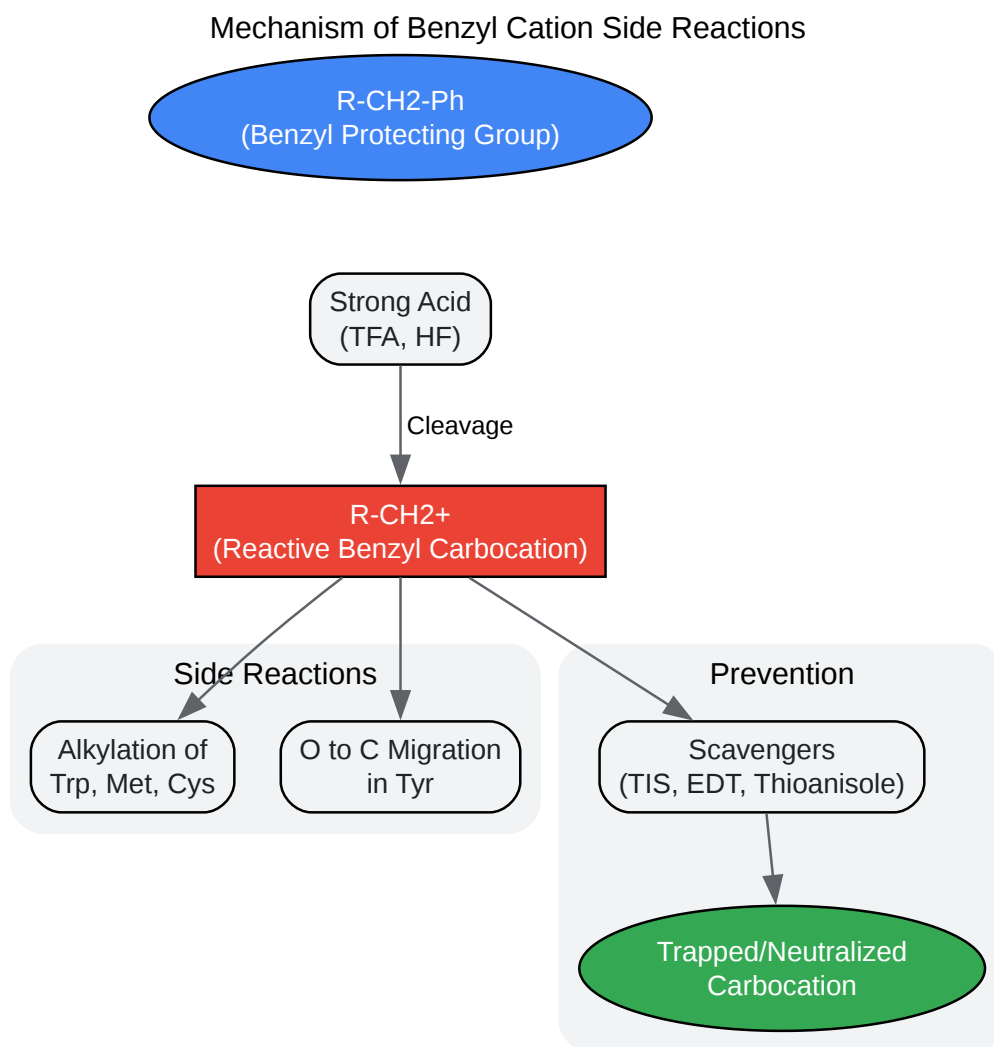 Mechanism of Benzyl Cation Side Reactions
R-CH2-Ph
(Benzyl Protecting Group)
Strong Acid
(TFA, HF)
Cleavage
R-CH2+
(Reactive Benzyl Carbocation)
Side Reactions
Alkylation of
Trp, Met, Cys
O to C Migration
in Tyr
Prevention
Scavengers
(TIS, EDT, Thioanisole)
Trapped/Neutralized
Carbocation